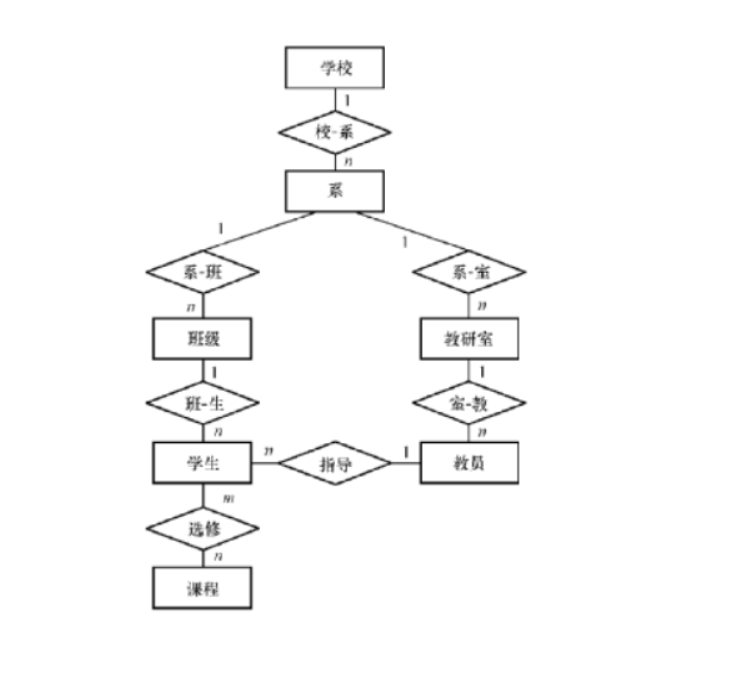 学校
1
校-系
n
系
1 1
系-班 系-室
n n
班级 教研室
1 1
班-生 室-教
n n
学生 n 指导 1 教员
m
选修
n
课程